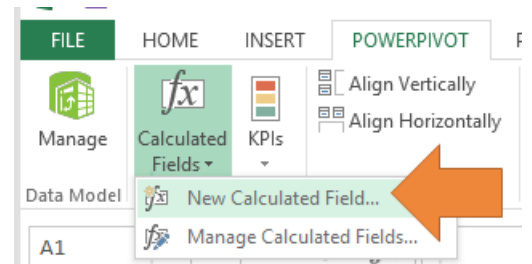 FILE HOME INSERT POWERPIVOT
Manage
Calculated Fields
KPIs
Align Vertically
Align Horizontally
Data Model
New Calculated Field...
Manage Calculated Fields...
A1